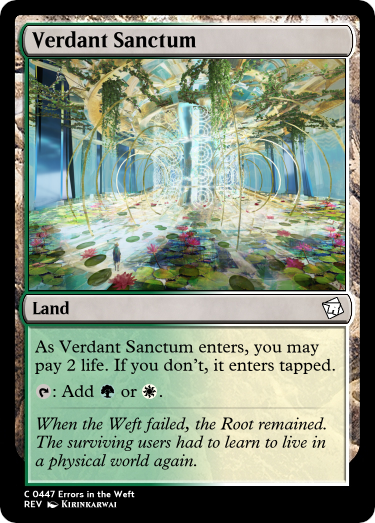 Verdant Sanctum
Land
As Verdant Sanctum enters, you may
pay 2 life. If you don't, it enters tapped.
: Add or .
When the Weft failed, the Root remained.
The surviving users had to learn to live in
a physical world again.
C 0447 Errors in the Weft
REV Kirinkarwai